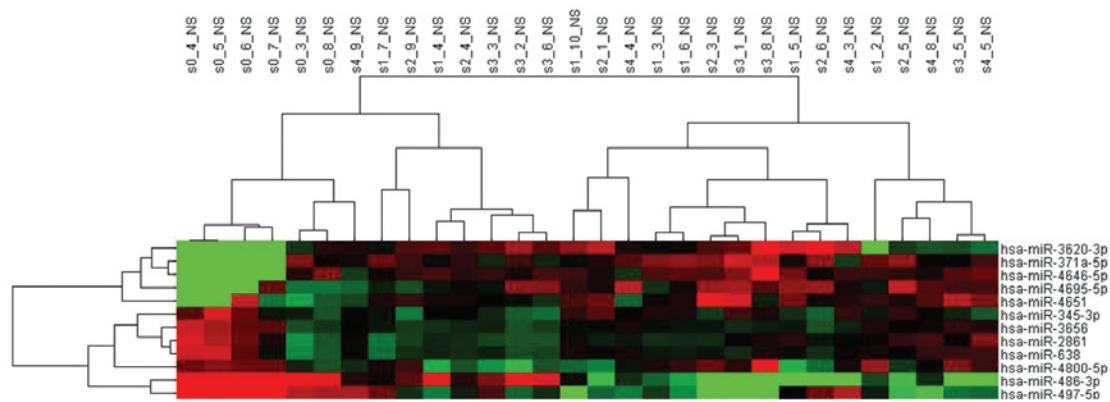 s0_4_NS
s0_5_NS
s0_6_NS
s0_7_NS
s0_3_NS
s0_8_NS
s4_9_NS
s1_7_NS
s2_9_NS
s1_4_NS
s2_4_NS
s3_3_NS
s3_2_NS
s3_6_NS
s1_10_NS
s2_1_NS
s4_4_NS
s1_3_NS
s1_6_NS
s2_3_NS
s3_1_NS
s3_8_NS
s1_5_NS
s2_6_NS
s4_3_NS
s1_2_NS
s2_5_NS
s4_8_NS
s3_5_NS
s4_5_NS
hsa-miR-3620-3p
hsa-miR-371a-5p
hsa-miR-4646-5p
hsa-miR-4695-5p
hsa-miR-4651
hsa-miR-345-3p
hsa-miR-3656
hsa-miR-2861
hsa-miR-638
hsa-miR-4800-5p
hsa-miR-486-3p
hsa-miR-497-5p